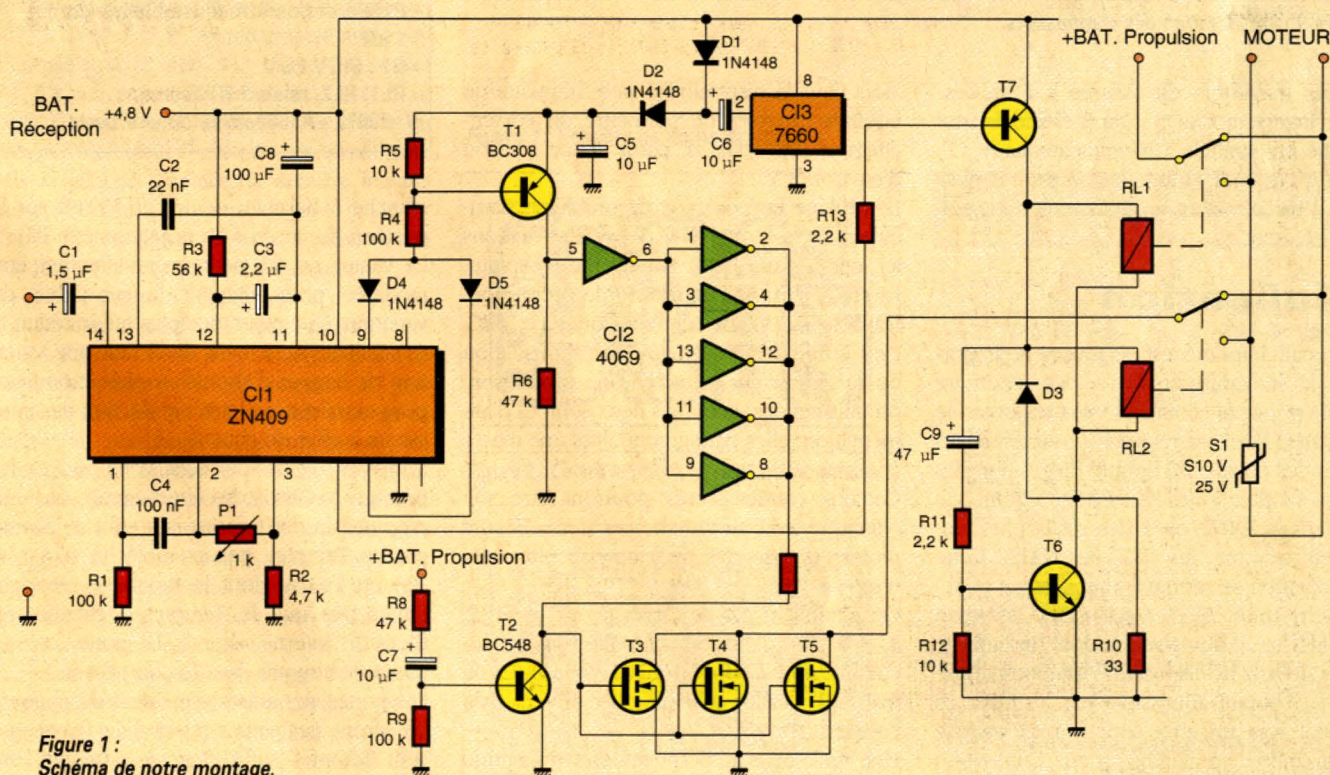 +BAT. Propulsion MOTEUR
BAT.
Réception
+4,8 V
C1
1,5 µF
+
C2
22 nF
R3
56 k
C8
100 µF
+
C3
2,2 µF
+
14 13 12 11 10 9 8
CI1
ZN409
1 2 3
C4
100 nF
P1
1 k
R1
100 k
R2
4,7 k
R5
10 k
R4
100 k
D4
1N4148
D5
1N4148
T1
BC308
D2
1N4148
D1
1N4148
C5
10 µF
+
C6
10 µF
+
2
8
CI3
7660
3
R6
47 k
5 6
CI2
4069
1 2
3 4
13 12
11 10
9 8
R13
2,2 k
T7
RL1
RL2
D3
S1
S10 V
25 V
C9
47 µF
+
R11
2,2 k
R12
10 k
T6
R10
33
+BAT. Propulsion
R8
47 k
C7
10 µF
+
R9
100 k
T2
BC548
T3
T4
T5
Figure 1 :
Schéma de notre montage.